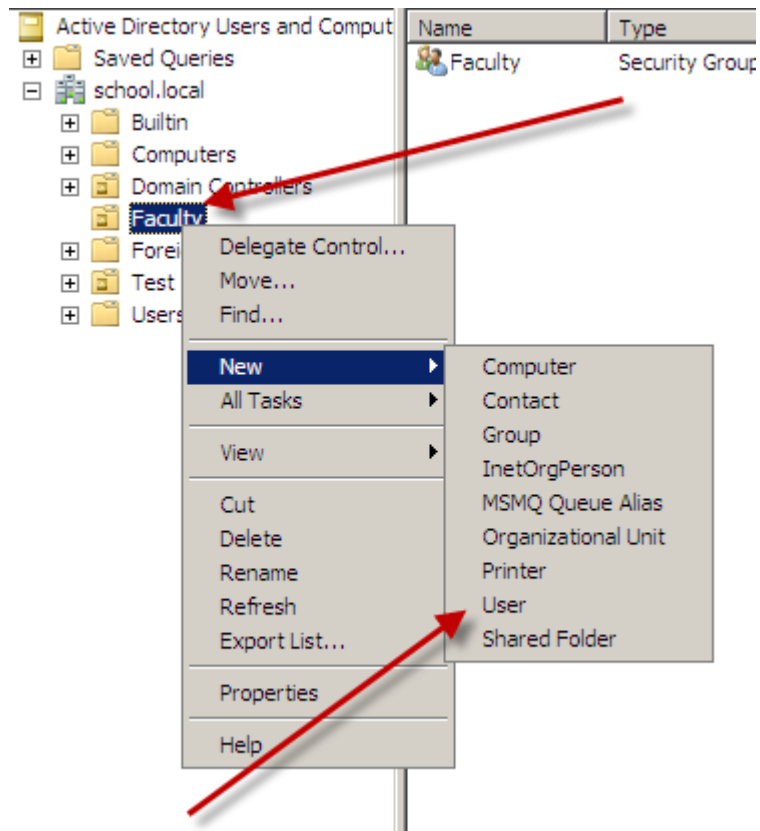 Active Directory Users and Comput
Saved Queries
school.local
Builtin
Computers
Domain Controllers
Faculty
Forei
Test
Users
Name Type
Faculty Security Group
Delegate Control...
Move...
Find...
New
All Tasks
View
Cut
Delete
Rename
Refresh
Export List...
Properties
Help
Computer
Contact
Group
InetOrgPerson
MSMQ Queue Alias
Organizational Unit
Printer
User
Shared Folder